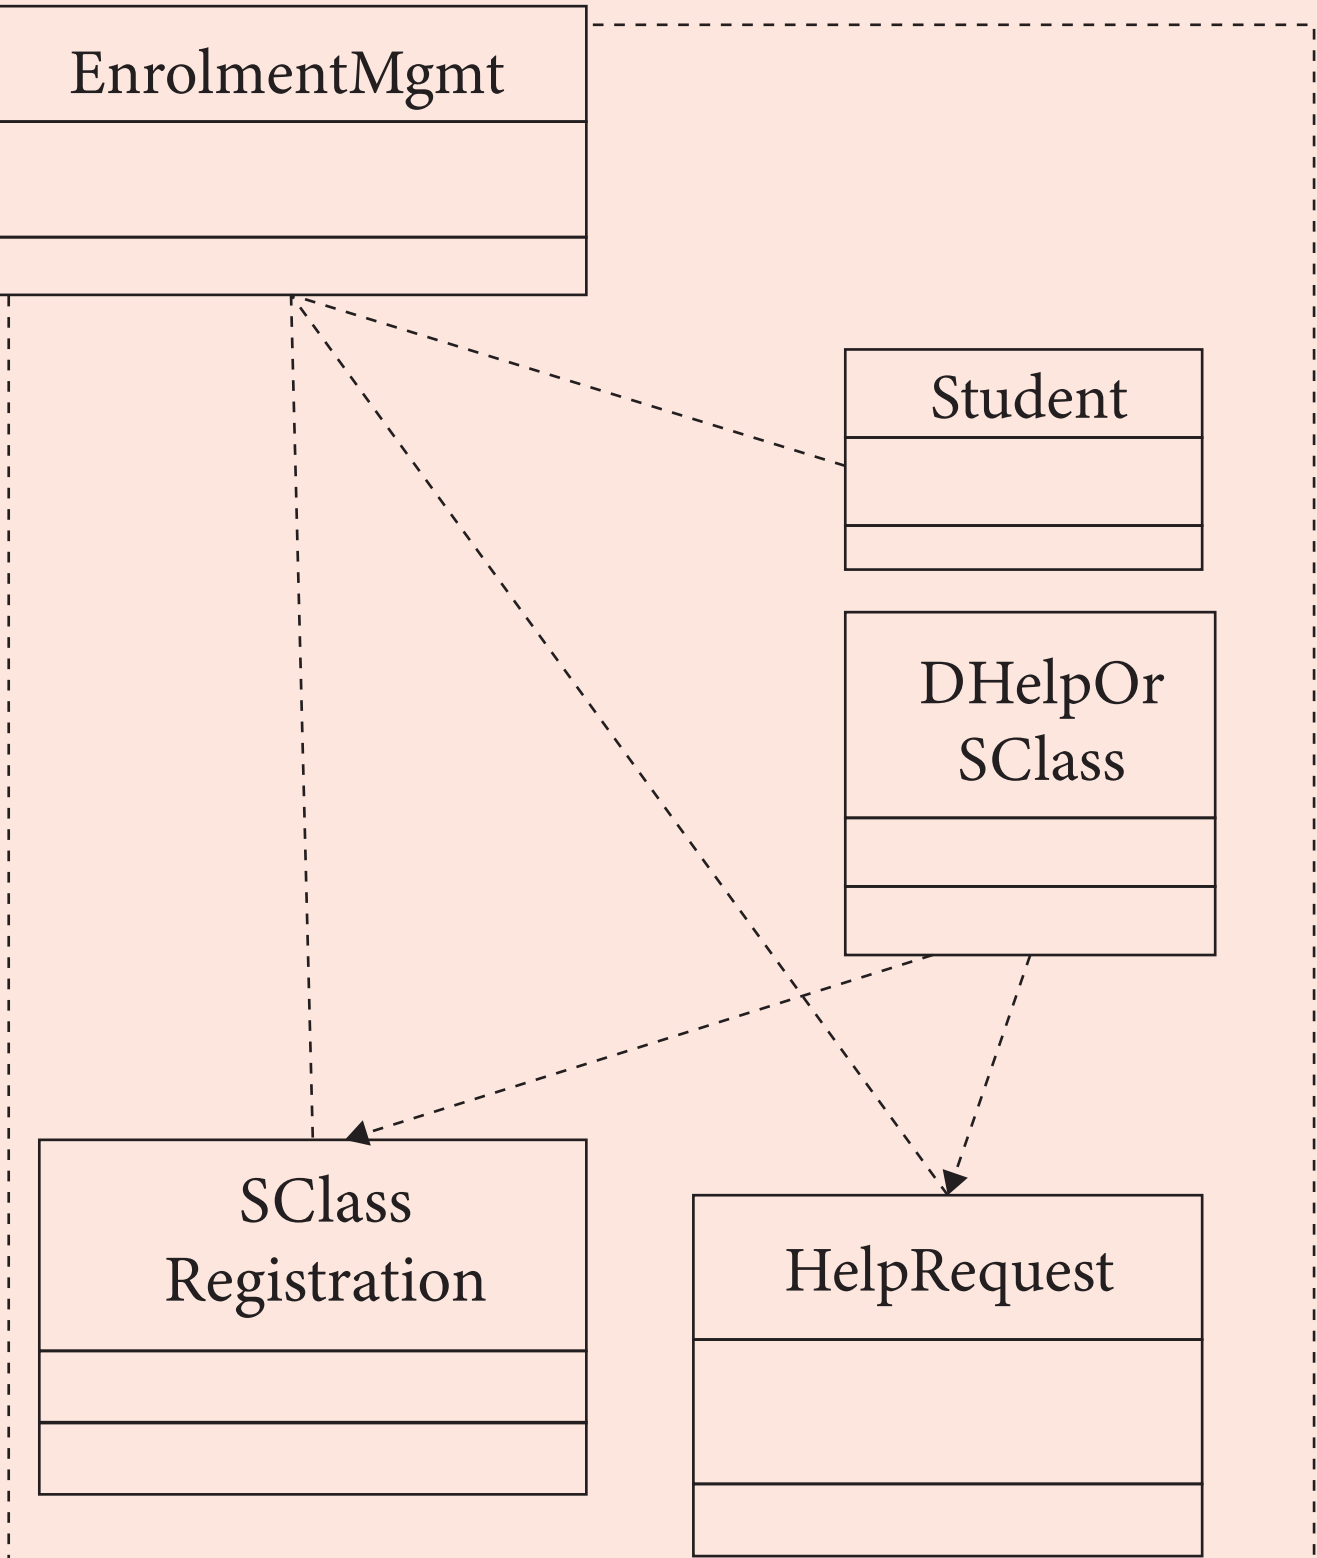 EnrolmentMgmt
Student
DHelpOr
SClass
SClass
Registration
HelpRequest